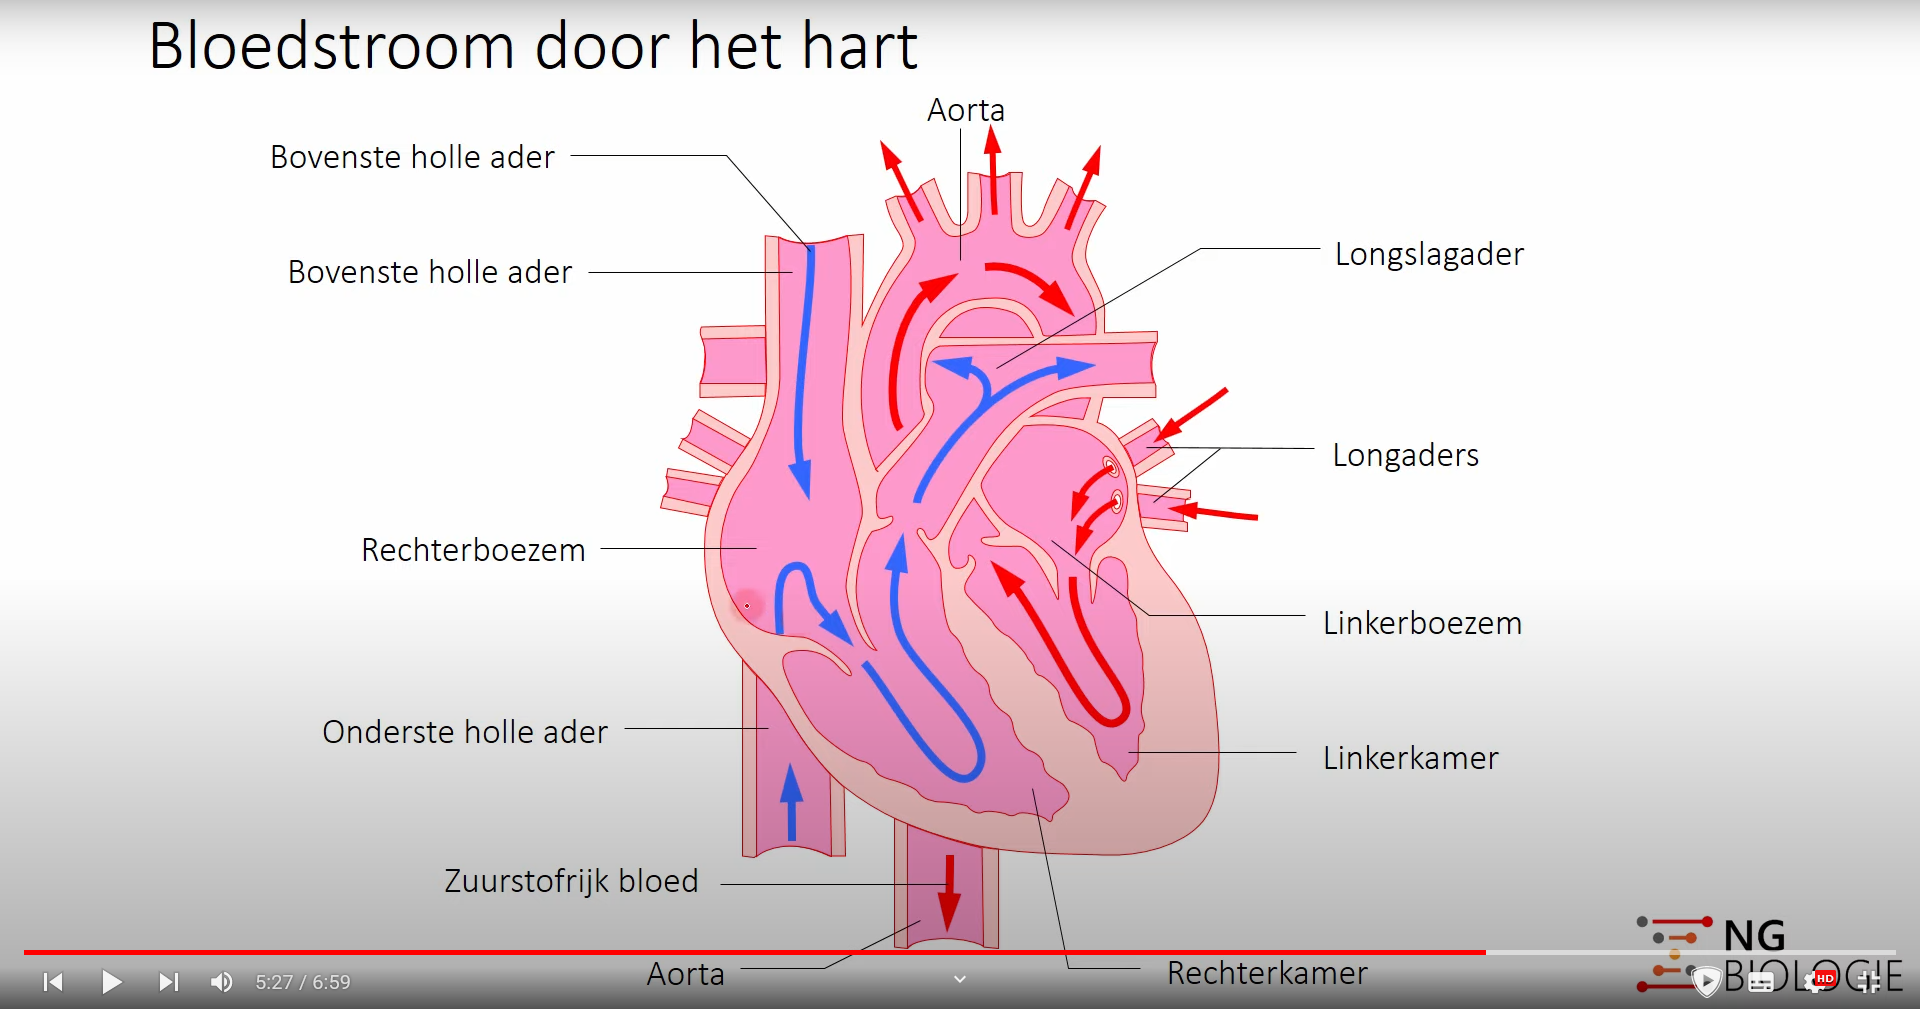 Bloedstroom door het hart
Aorta
Bovenste holle ader
Longslagader
Bovenste holle ader
Longaders
Rechterboezem
Linkerboezem
Onderste holle ader
Linkerkamer
Zuurstofrijk bloed
Aorta
Rechterkamer
NG
BIOLOGIE
5:27 / 6:59
HD